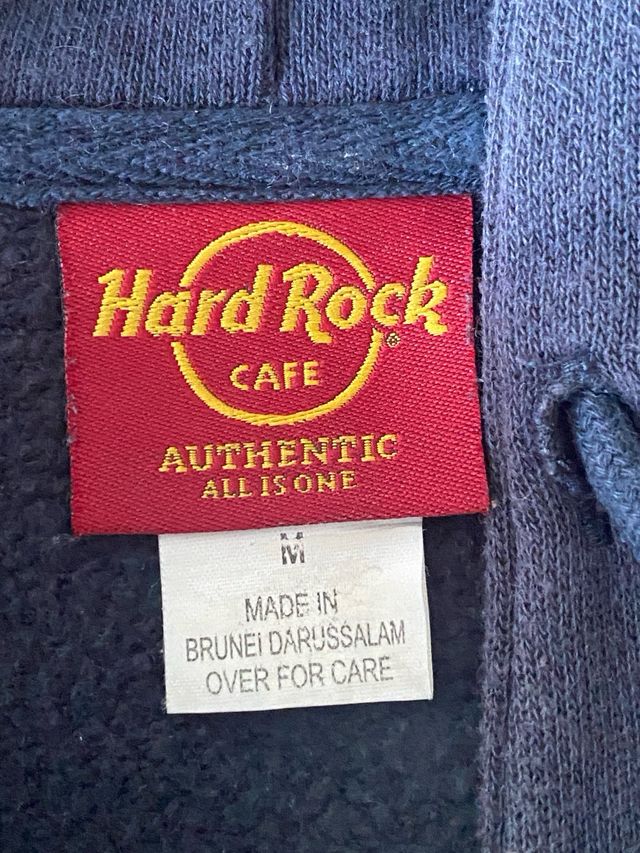 Hard Rock
®
CAFE
AUTHENTIC
ALL IS ONE
M
MADE IN
BRUNEi DARUSSALAM
OVER FOR CARE